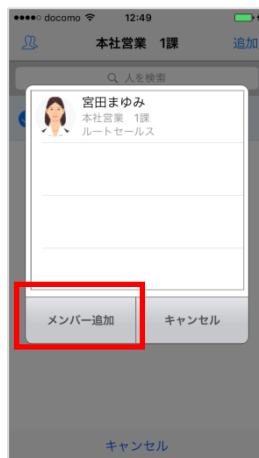 docomo 12:49
本社営業 1課 追加
人を検索
宮田まゆみ
本社営業 1課
ルートセールス
メンバー追加 キャンセル
キャンセル